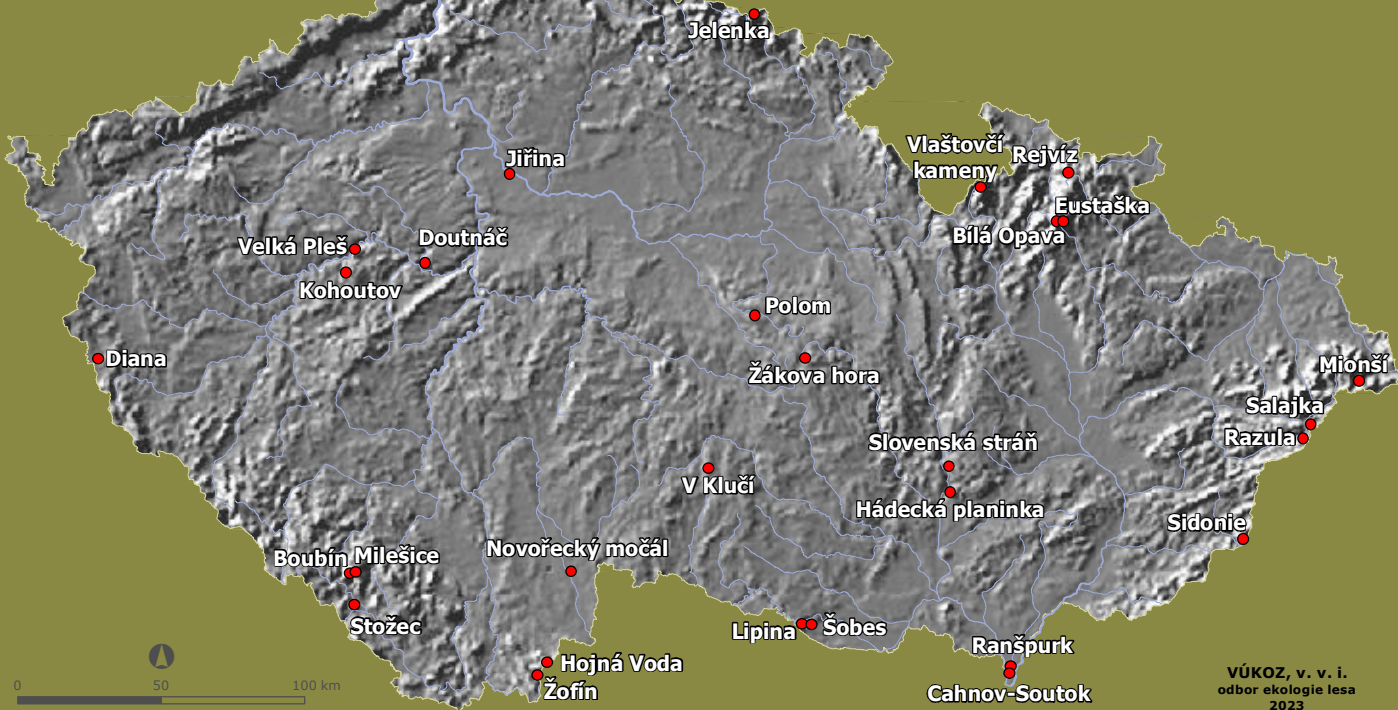 Jelenka
Vlaštovčí
kameny
Rejvíz
Jiřina
Eustaška
Bílá Opava
Doutnáč
Velká Pleš
Kohoutov
Polom
Diana
Žákova hora
Mionší
Salajka
Razula
Slovenská stráň
V Klučí
Hádecká planinka
Sidonie
Novořecký močál
Boubín
Milešice
Stožec
Lipina
Šobes
Ranšpurk
Hojná Voda
Žofín
Cahnov-Soutok
0 50 100 km
VÚKOZ, v. v. i.
odbor ekologie lesa
2023